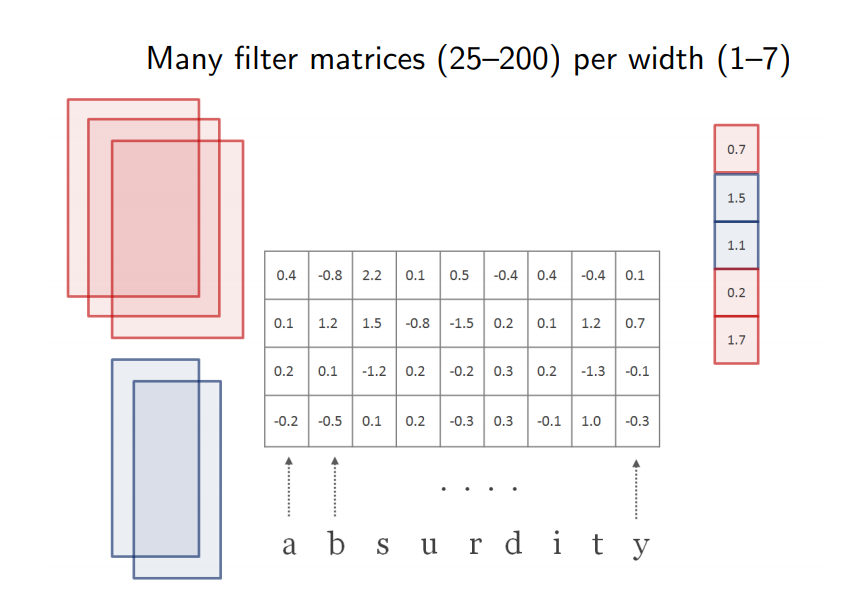 Many filter matrices (25–200) per width (1–7)
0.4 -0.8 2.2 0.1 0.5 -0.4 0.4 -0.4 0.1
0.1 1.2 1.5 -0.8 -1.5 0.2 0.1 1.2 0.7
0.2 0.1 -1.2 0.2 -0.2 0.3 0.2 -1.3 -0.1
-0.2 -0.5 0.1 0.2 -0.3 0.3 -0.1 1.0 -0.3
. . . .
a b s u r d i t y
0.7
1.5
1.1
0.2
1.7